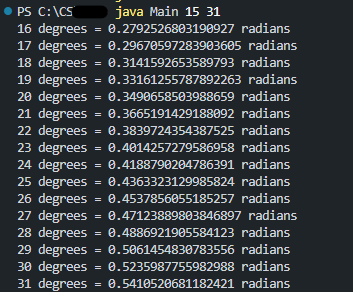 PS C:\CS java Main 15 31
16 degrees = 0.2792526803190927 radians
17 degrees = 0.29670597283903605 radians
18 degrees = 0.3141592653589793 radians
19 degrees = 0.33161255787892263 radians
20 degrees = 0.3490658503988659 radians
21 degrees = 0.3665191429188092 radians
22 degrees = 0.3839724354387525 radians
23 degrees = 0.4014257279586958 radians
24 degrees = 0.4188790204786391 radians
25 degrees = 0.4363323129985824 radians
26 degrees = 0.4537856055185257 radians
27 degrees = 0.47123889803846897 radians
28 degrees = 0.4886921905584123 radians
29 degrees = 0.5061454830783556 radians
30 degrees = 0.5235987755982988 radians
31 degrees = 0.5410520681182421 radians